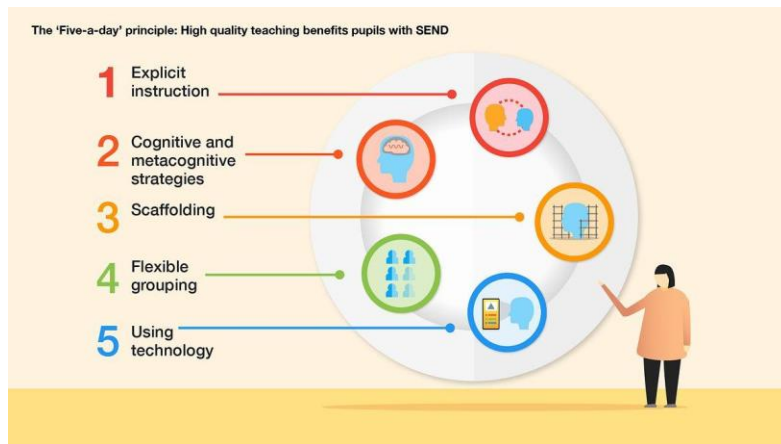 The 'Five-a-day' principle: High quality teaching benefits pupils with SEND
1 Explicit
instruction
2 Cognitive and
metacognitive
strategies
3 Scaffolding
4 Flexible
grouping
5 Using
technology